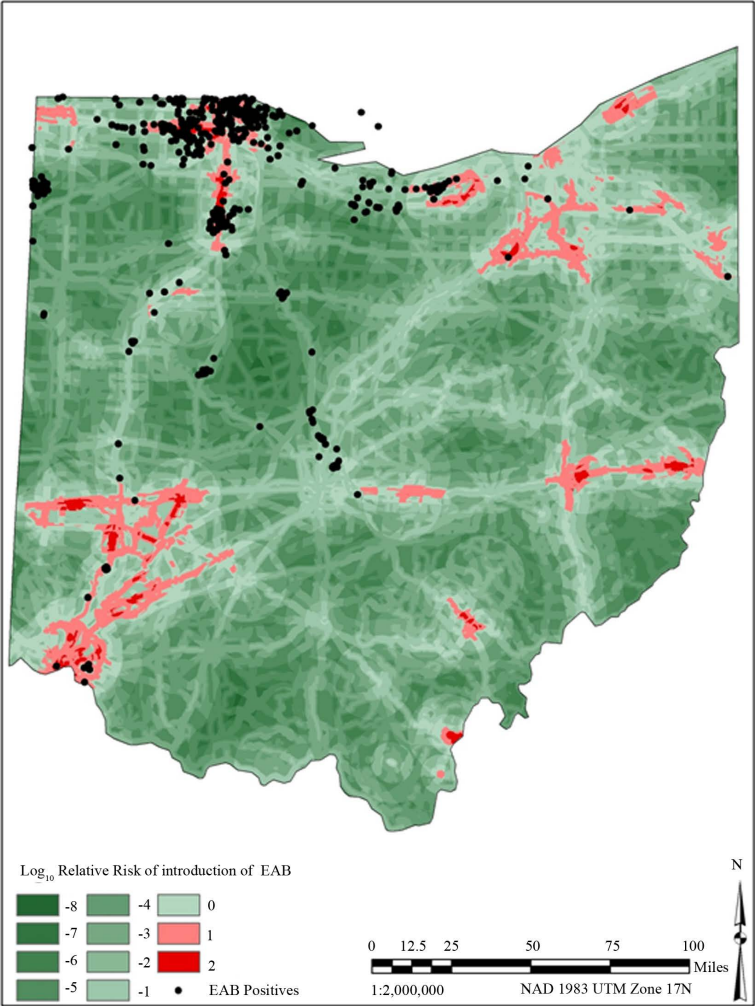 Log10 Relative Risk of introduction of EAB
N
-8 -4 0
-7 -3 1
-6 -2 2
-5 -1 EAB Positives
0 12.5 25 50 75 100
Miles
1:2,000,000 NAD 1983 UTM Zone 17N